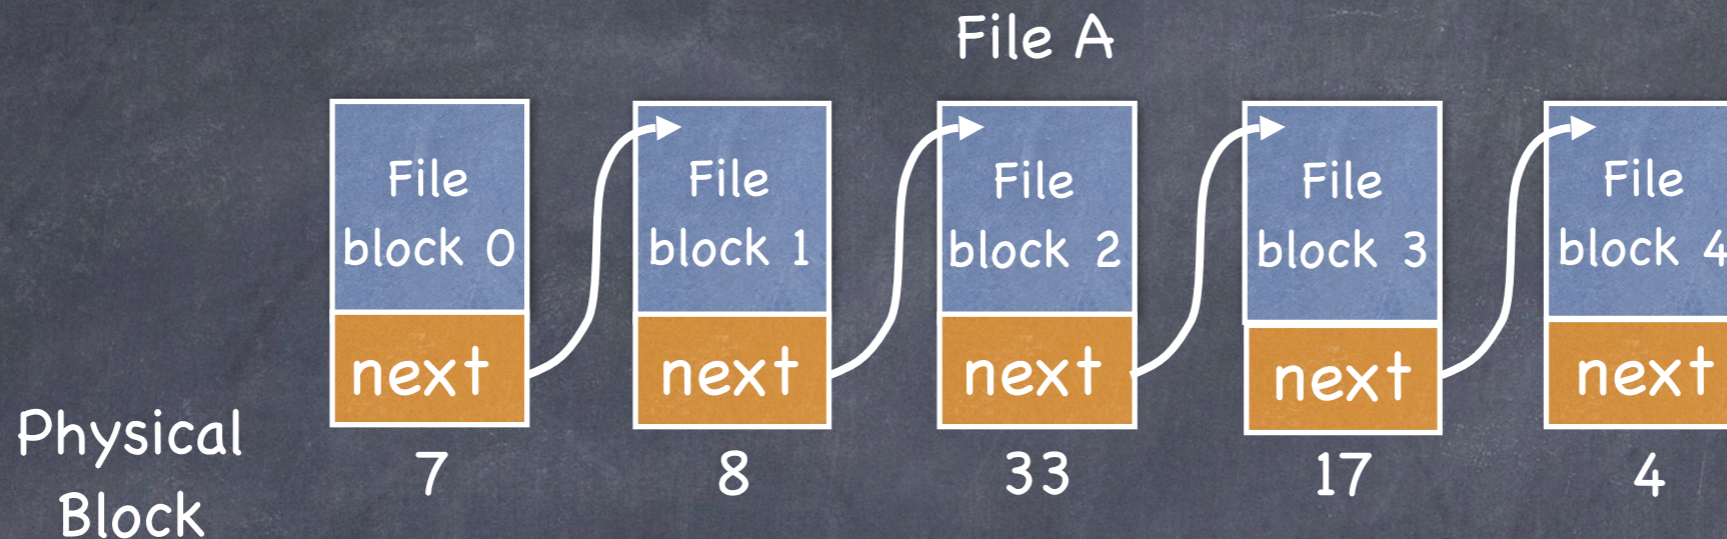 File A
File
block 0
next
File
block 1
next
File
block 2
next
File
block 3
next
File
block 4
next
Physical
Block
7
8
33
17
4